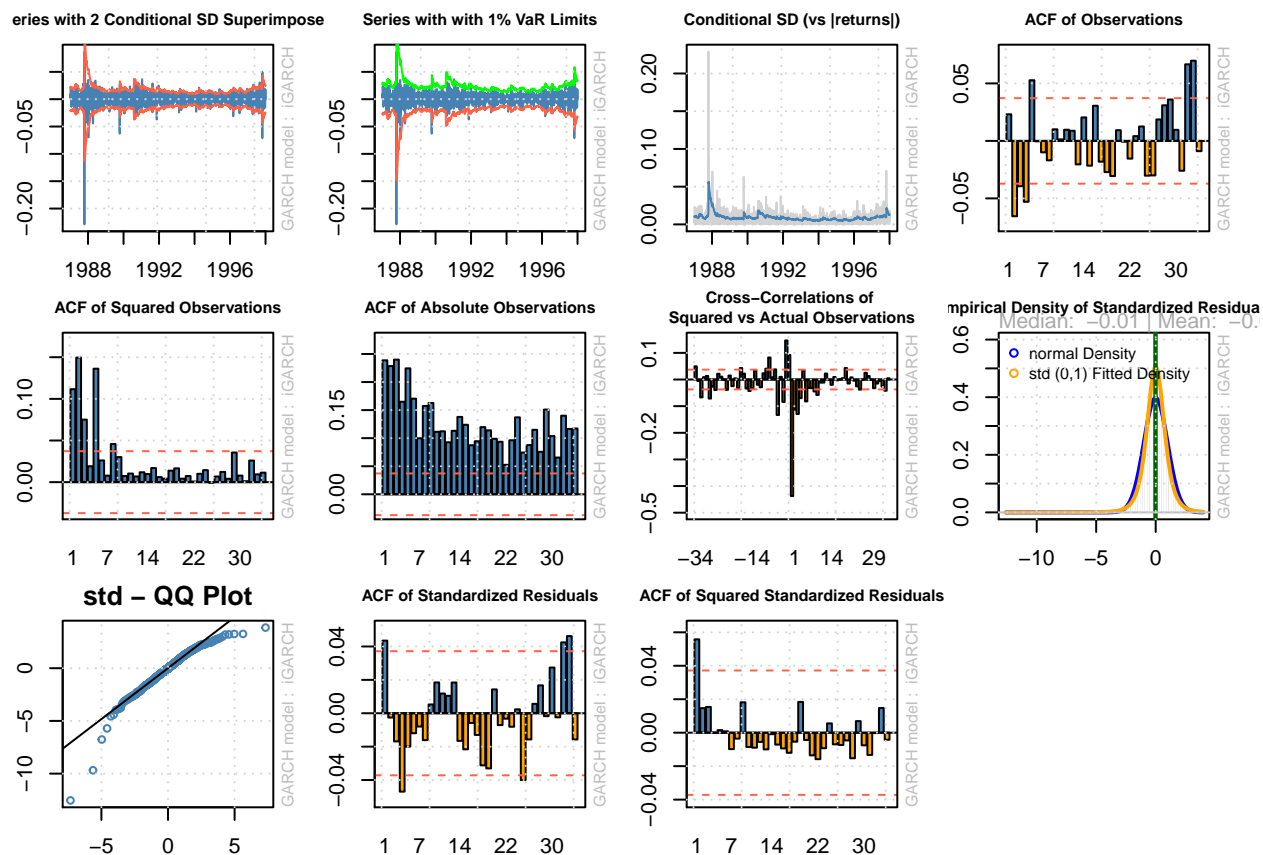 eries with 2 Conditional SD Superimpose
−0.20
−0.05
1988
1992
1996
GARCH model : iGARCH
Series with with 1% VaR Limits
−0.20
−0.05
1988
1992
1996
GARCH model : iGARCH
Conditional SD (vs |returns|)
0.00
0.10
0.20
1988
1992
1996
GARCH model : iGARCH
ACF of Observations
−0.05
0.05
1
7
14
22
30
GARCH model : iGARCH
ACF of Squared Observations
0.00
0.10
1
7
14
22
30
GARCH model : iGARCH
ACF of Absolute Observations
0.00
0.15
1
7
14
22
30
GARCH model : iGARCH
Cross−Correlations of
Squared vs Actual Observations
−0.5
−0.2
0.1
−34
−14
1
14
29
GARCH model : iGARCH
mpirical Density of Standardized Residua
Median: −0.01 | Mean: −0.
normal Density
std (0,1) Fitted Density
0.0
0.2
0.4
0.6
−10
−5
0
GARCH model : iGARCH
std − QQ Plot
−10
−5
0
−5
0
5
GARCH model : iGARCH
ACF of Standardized Residuals
−0.04
0.00
0.04
1
7
14
22
30
GARCH model : iGARCH
ACF of Squared Standardized Residuals
−0.04
0.00
0.04
1
7
14
22
30
GARCH model : iGARCH